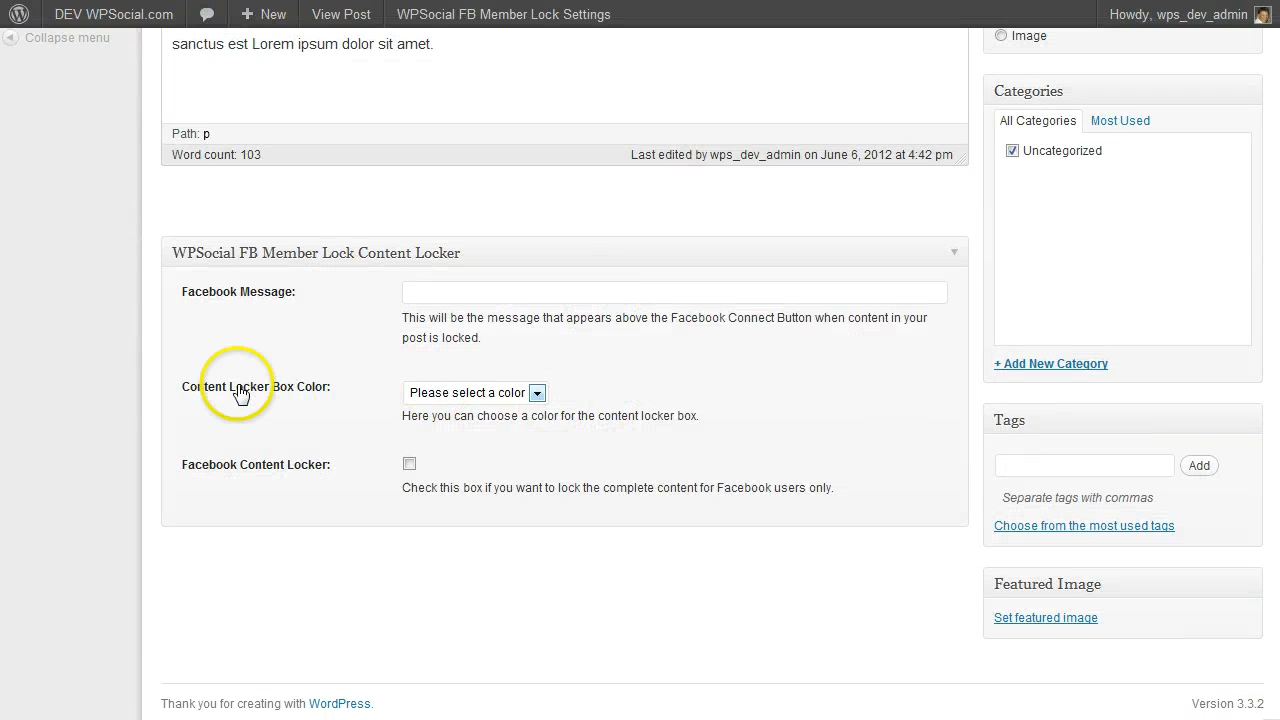 DEV WPSocial.com
New
View Post
WPSocial FB Member Lock Settings
Howdy, wps_dev_admin
Collapse menu
sanctus est Lorem ipsum dolor sit amet.
Path: p
Word count: 103
Last edited by wps_dev_admin on June 6, 2012 at 4:42 pm
WPSocial FB Member Lock Content Locker
Facebook Message:
This will be the message that appears above the Facebook Connect Button when content in your
post is locked.
Content Locker Box Color:
Please select a color
Here you can choose a color for the content locker box.
Facebook Content Locker:
Check this box if you want to lock the complete content for Facebook users only.
Image
Categories
All Categories
Most Used
Uncategorized
+ Add New Category
Tags
Add
Separate tags with commas
Choose from the most used tags
Featured Image
Set featured image
Thank you for creating with WordPress.
Version 3.3.2